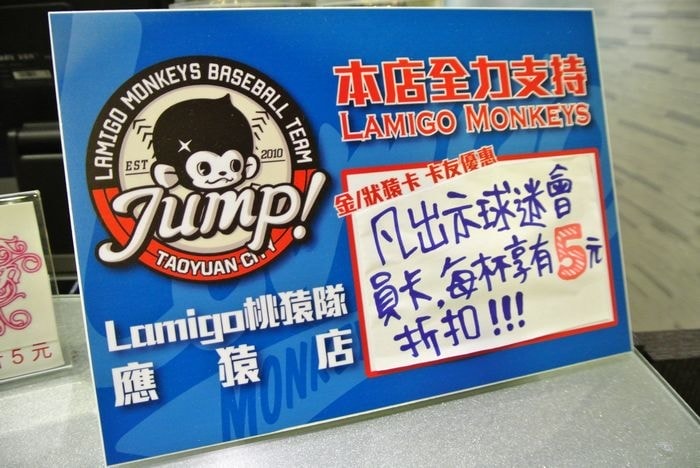 LAMIGO MONKEYS BASEBALL TEAM
EST 2010
Jump!
TAOYUAN CITY
Lamigo桃猿隊
應猿店
本店全力支持
LAMIGO MONKEYS
金/狀猿卡 卡友優惠
凡出示球迷會
員卡,每杯享有5元
折扣!!!
5元